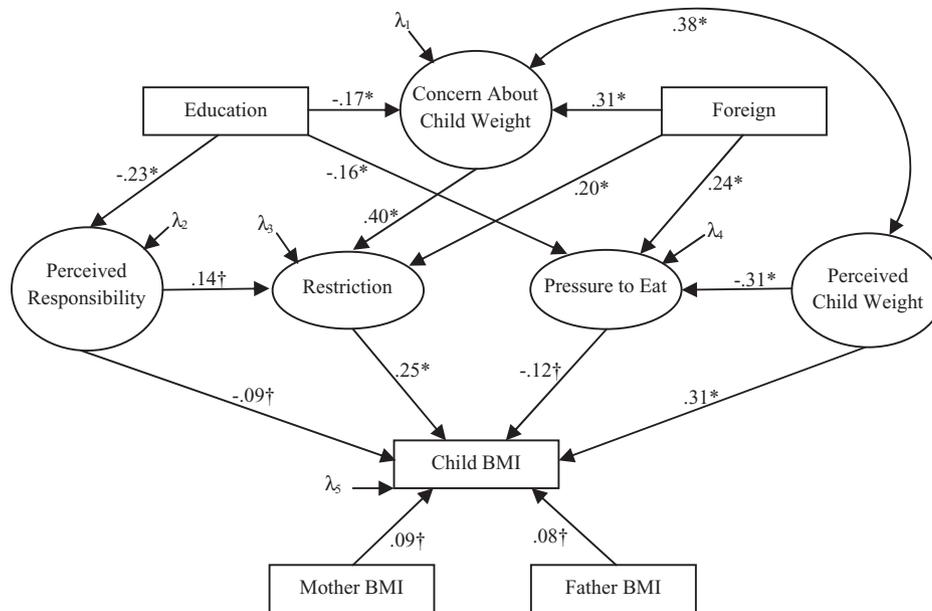 λ1
.38*
Education
-.17*
Concern About
Child Weight
.31*
Foreign
-.23*
-.16*
.20*
.24*
λ2
λ3
.40*
λ4
Perceived
Responsibility
.14†
Restriction
Pressure to Eat
-.31*
Perceived
Child Weight
-.09†
.25*
-.12†
.31*
Child BMI
λ5
.09†
.08†
Mother BMI
Father BMI